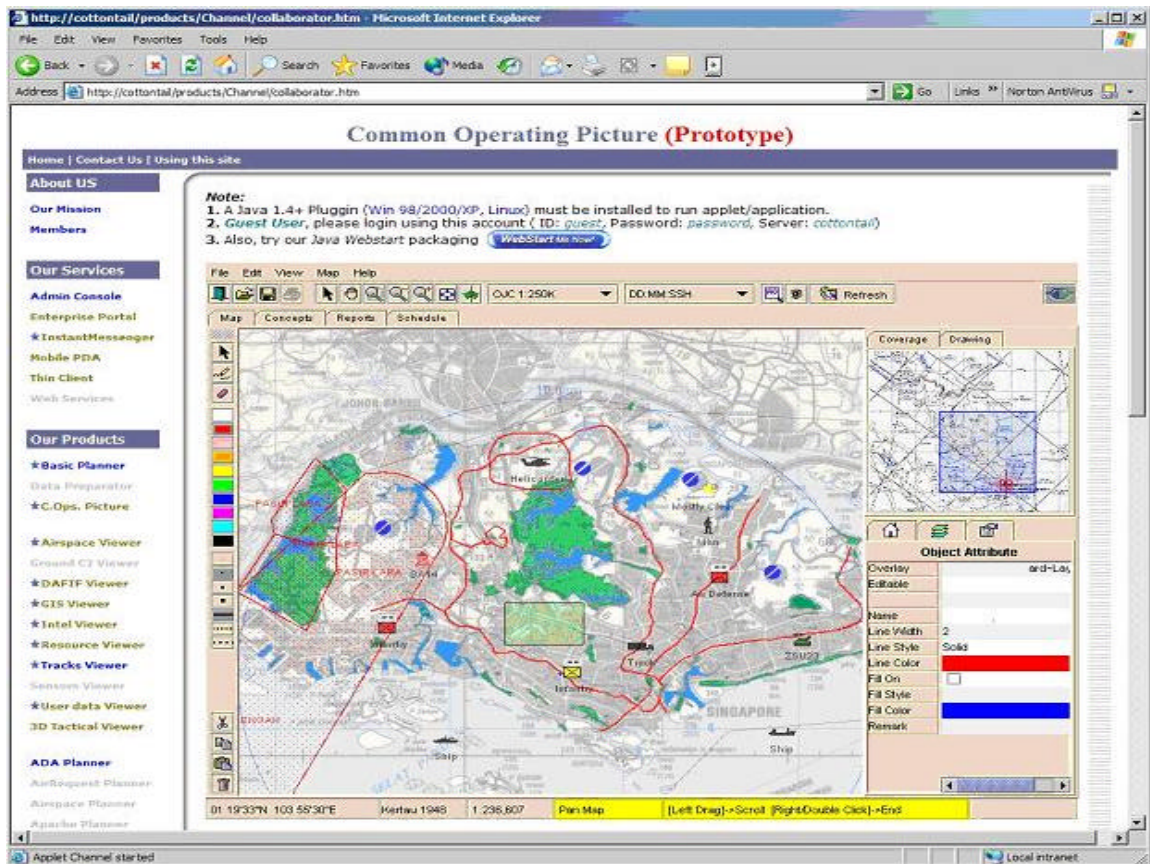 http://cottontail/products/Channel/collaborator.htm - Microsoft Internet Explorer
File Edit View Favorites Tools Help
Back Search Favorites Media
Address http://cottontail/products/Channel/collaborator.htm Go Links Norton AntiVirus
Common Operating Picture (Prototype)
Home | Contact Us | Using this site
About US
Our Mission
Members
Our Services
Admin Console
Enterprise Portal
InstantMessenger
Mobile PDA
Thin Client
Web Services
Our Products
Basic Planner
Data Preparator
C.Ops. Picture
Airspace Viewer
Ground C2 Viewer
DAFIF Viewer
GIS Viewer
Intel Viewer
Resource Viewer
Tracks Viewer
Sensors Viewer
User data Viewer
3D Tactical Viewer
ADA Planner
AirRequest Planner
Airspace Planner
Apache Planner
Note:
1. A Java 1.4+ Pluggin (Win 98/2000/XP, Linux) must be installed to run applet/application.
2. Guest User, please login using this account ( ID: guest, Password: password, Server: cottontail)
3. Also, try our Java Webstart packaging WebStart Me Now!
File Edit View Map Help
OJC 1:250K DD:MM:SSH Refresh
Map Concepts Reports Schedule
JOHOR BAHRU
Helicopter
Mostly
Man
Air Defense
Infantry
Truck
ZSU23
Infantry
SINGAPORE
Ship
Ship
Coverage Drawing
Object Attribute
Overlay
Editable
Name
Line Width 2
Line Style Solid
Line Color
Fill On
Fill Style
Fill Color
Remark
01 19'33"N 103 55'30"E Kertau 1948 1:236,607 Pan Map [Left Drag]->Scroll [Right/Double Click]->End
Applet Channel started Local intranet